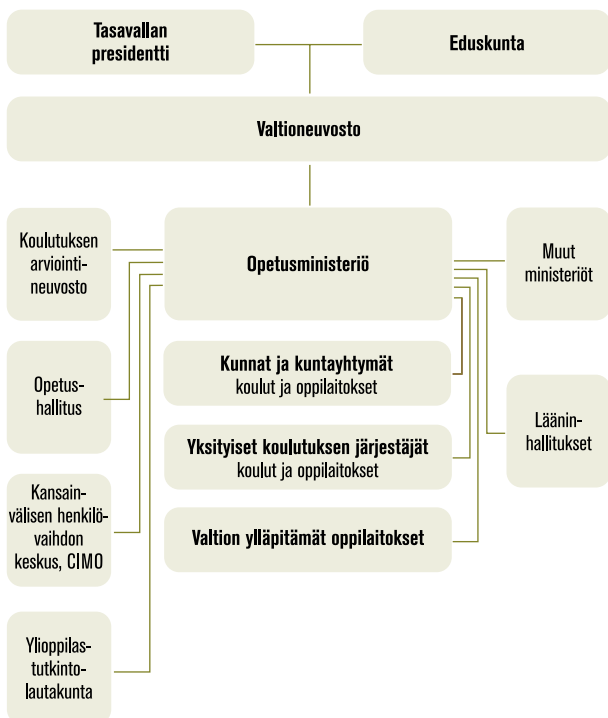 Tasavallan
presidentti
Eduskunta
Valtioneuvosto
Koulutuksen
arviointi-
neuvosto
Opetusministeriö
Muut
ministeriöt
Opetus-
hallitus
Kunnat ja kuntayhtymät
koulut ja oppilaitokset
Läänin-
hallitukset
Yksityiset koulutuksen järjestäjät
koulut ja oppilaitokset
Kansain-
välisen henkilö-
vaihdon
keskus, CIMO
Valtion ylläpitämät oppilaitokset
Ylioppilas-
tutkinto-
lautakunta